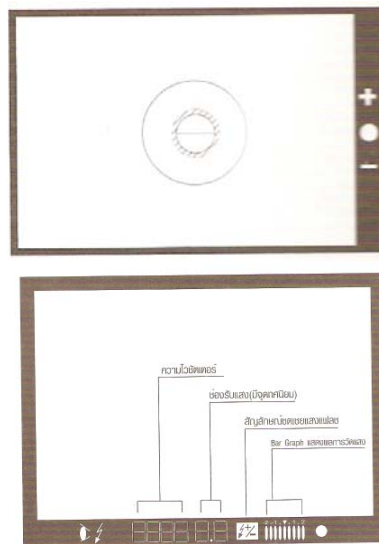 +
−
ความไวชัตเตอร์
ช่องรับแสง(มีจุดทศนิยม)
สัญลักษณ์ชดเชยแสงแฟลช
Bar Graph แสดงผลการวัดแสง